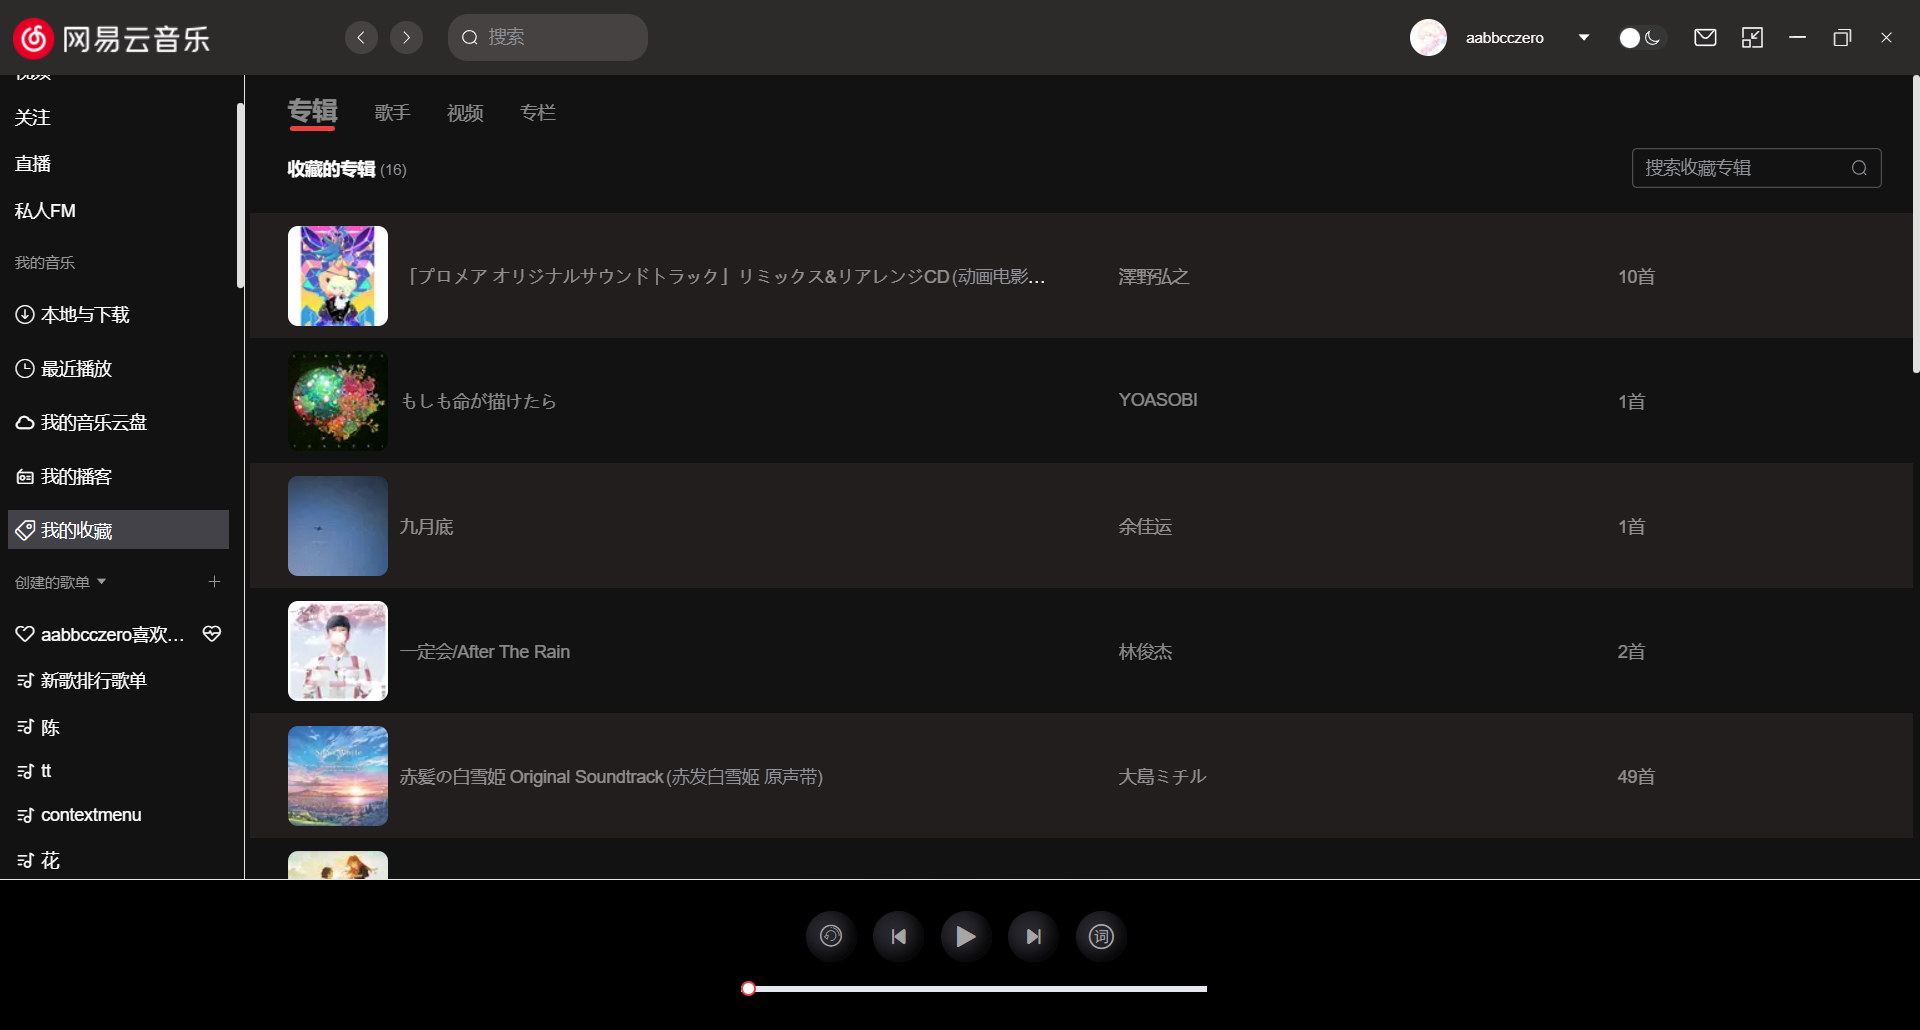 网易云音乐
搜索
aabbcczero
视频
关注
直播
私人FM
我的音乐
本地与下载
最近播放
我的音乐云盘
我的播客
我的收藏
创建的歌单
aabbcczero喜欢...
新歌排行歌单
陈
tt
contextmenu
花
专辑 歌手 视频 专栏
收藏的专辑 (16)
搜索收藏专辑
「プロメア オリジナルサウンドトラック」リミックス&リアレンジCD (动画电影... 澤野弘之 10首
もしも命が描けたら YOASOBI 1首
九月底 余佳运 1首
一定会/After The Rain 林俊杰 2首
赤髪の白雪姫 Original Soundtrack (赤发白雪姬 原声带) 大島ミチル 49首
词